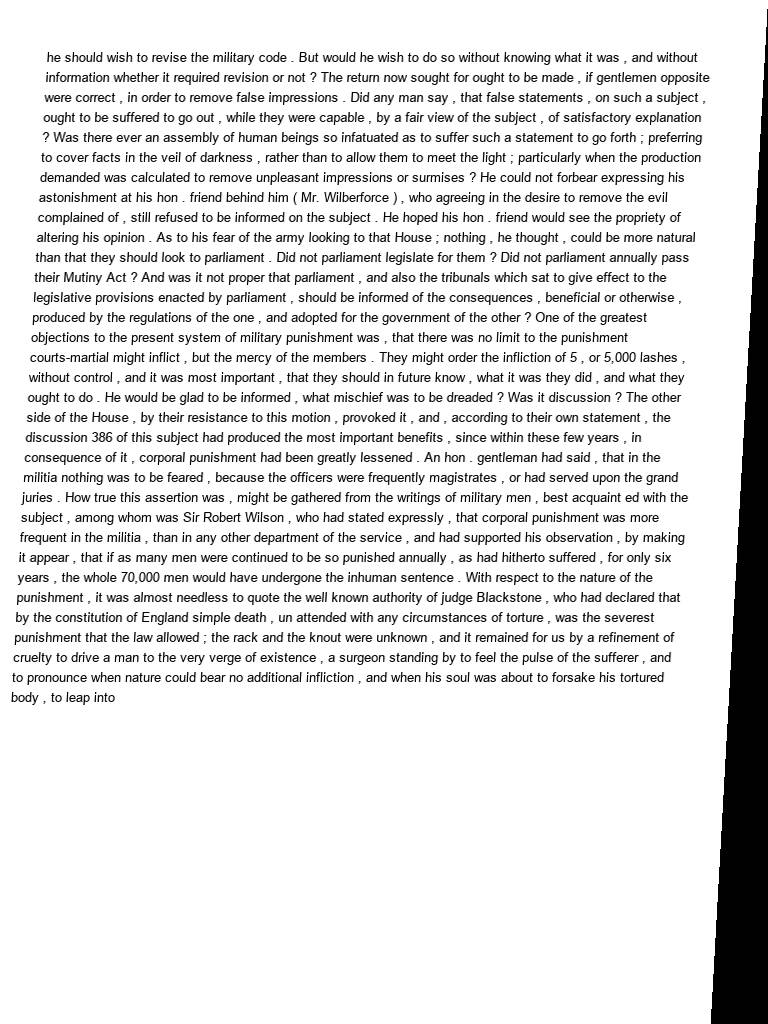 he should wish to revise the military code . But would he wish to do so without knowing what it was , and without
information whether it required revision or not ? The return now sought for ought to be made , if gentlemen opposite
were correct , in order to remove false impressions . Did any man say , that false statements , on such a subject ,
ought to be suffered to go out , while they were capable , by a fair view of the subject , of satisfactory explanation
? Was there ever an assembly of human beings so infatuated as to suffer such a statement to go forth ; preferring
to cover facts in the veil of darkness , rather than to allow them to meet the light ; particularly when the production
demanded was calculated to remove unpleasant impressions or surmises ? He could not forbear expressing his
astonishment at his hon . friend behind him ( Mr. Wilberforce ) , who agreeing in the desire to remove the evil
complained of , still refused to be informed on the subject . He hoped his hon . friend would see the propriety of
altering his opinion . As to his fear of the army looking to that House ; nothing , he thought , could be more natural
than that they should look to parliament . Did not parliament legislate for them ? Did not parliament annually pass
their Mutiny Act ? And was it not proper that parliament , and also the tribunals which sat to give effect to the
legislative provisions enacted by parliament , should be informed of the consequences , beneficial or otherwise ,
produced by the regulations of the one , and adopted for the government of the other ? One of the greatest
objections to the present system of military punishment was , that there was no limit to the punishment
courts-martial might inflict , but the mercy of the members . They might order the infliction of 5 , or 5,000 lashes ,
without control , and it was most important , that they should in future know , what it was they did , and what they
ought to do . He would be glad to be informed , what mischief was to be dreaded ? Was it discussion ? The other
side of the House , by their resistance to this motion , provoked it , and , according to their own statement , the
discussion 386 of this subject had produced the most important benefits , since within these few years , in
consequence of it , corporal punishment had been greatly lessened . An hon . gentleman had said , that in the
militia nothing was to be feared , because the officers were frequently magistrates , or had served upon the grand
juries . How true this assertion was , might be gathered from the writings of military men , best acquaint ed with the
subject , among whom was Sir Robert Wilson , who had stated expressly , that corporal punishment was more
frequent in the militia , than in any other department of the service , and had supported his observation , by making
it appear , that if as many men were continued to be so punished annually , as had hitherto suffered , for only six
years , the whole 70,000 men would have undergone the inhuman sentence . With respect to the nature of the
punishment , it was almost needless to quote the well known authority of judge Blackstone , who had declared that
by the constitution of England simple death , un attended with any circumstances of torture , was the severest
punishment that the law allowed ; the rack and the knout were unknown , and it remained for us by a refinement of
cruelty to drive a man to the very verge of existence , a surgeon standing by to feel the pulse of the sufferer , and
to pronounce when nature could bear no additional infliction , and when his soul was about to forsake his tortured
body , to leap into